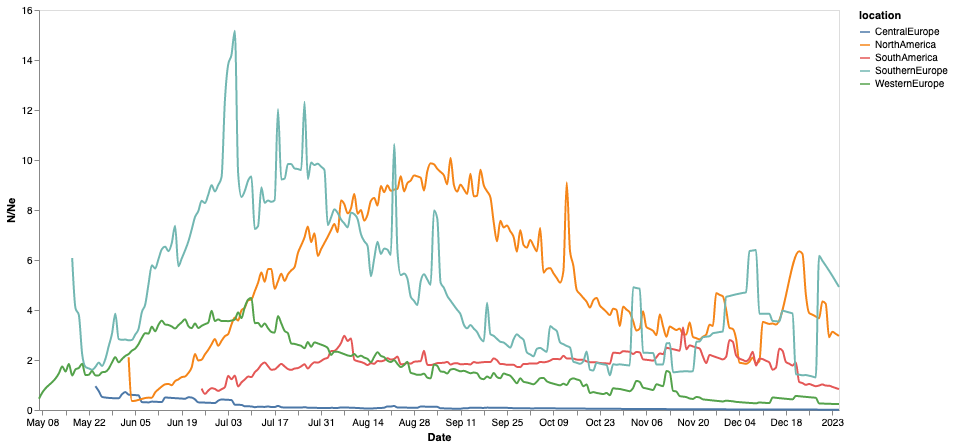 16
14
12
10
8
6
4
2
0
N/Ne
May 08 May 22 Jun 05 Jun 19 Jul 03 Jul 17 Jul 31 Aug 14 Aug 28 Sep 11 Sep 25 Oct 09 Oct 23 Nov 06 Nov 20 Dec 04 Dec 18 2023
Date
location
CentralEurope
NorthAmerica
SouthAmerica
SouthernEurope
WesternEurope